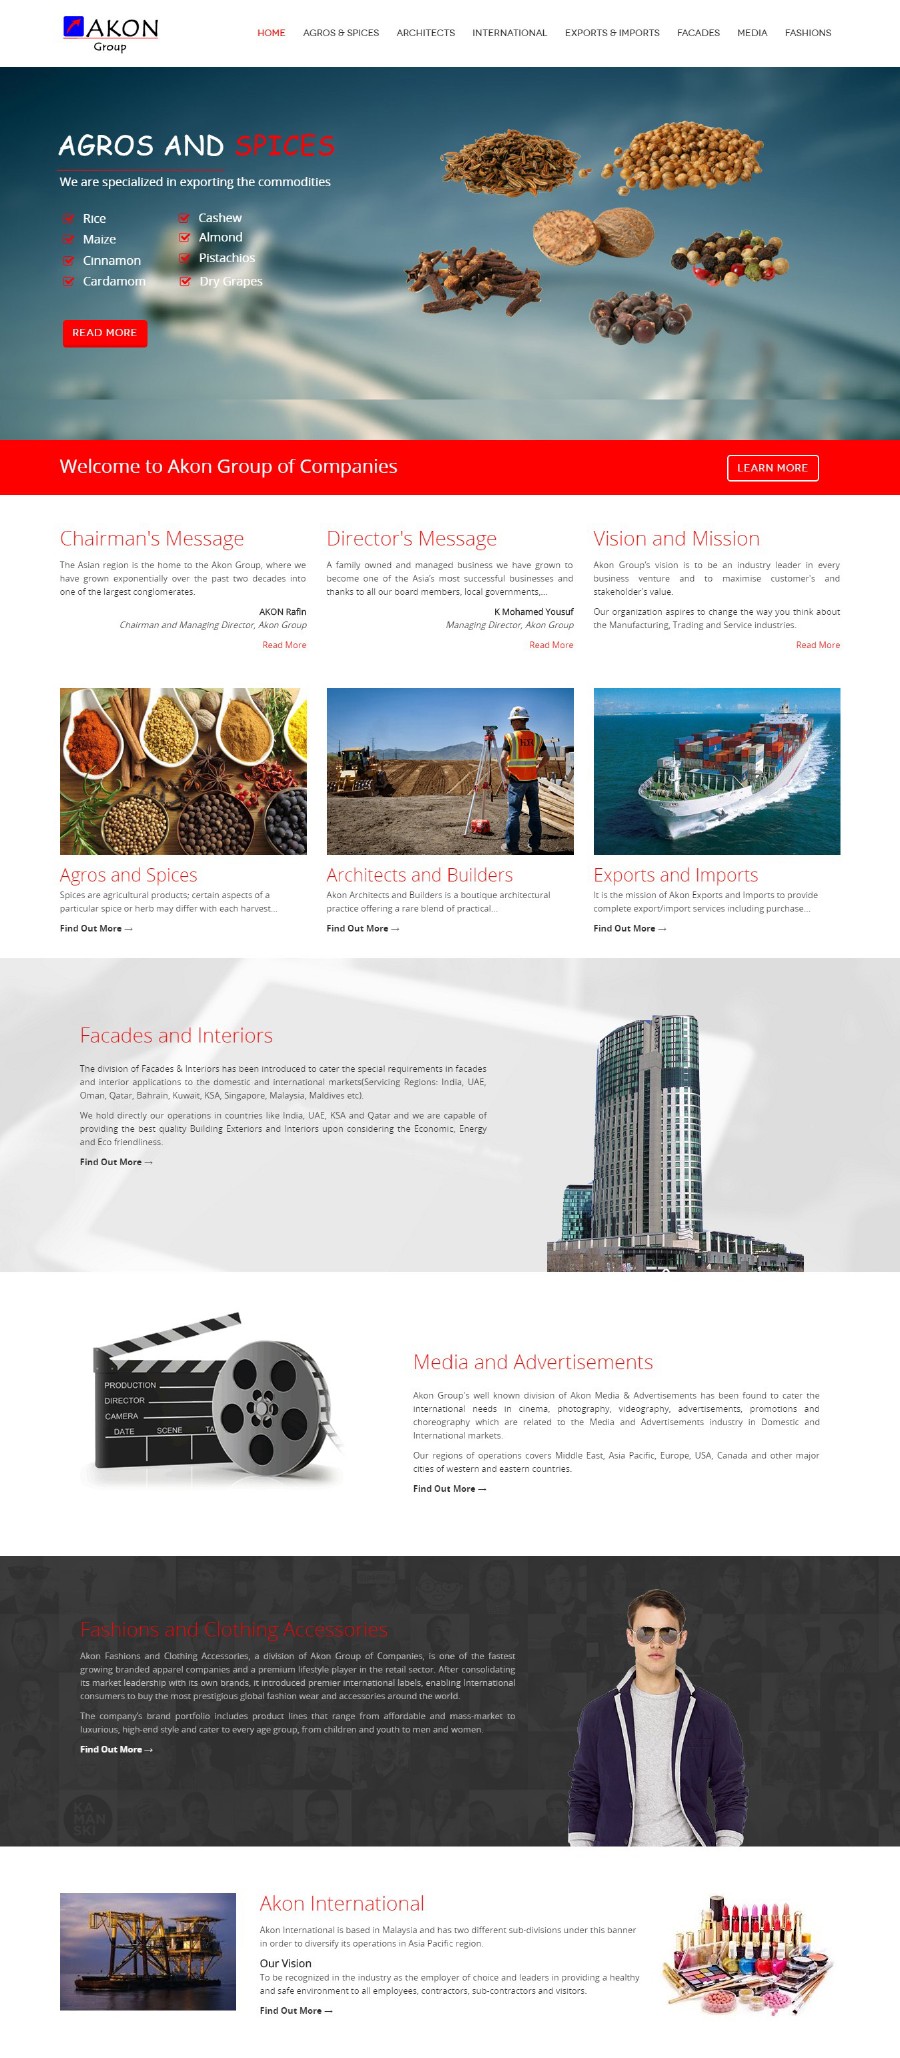 AKON
Group
HOME AGROS & SPICES ARCHITECTS INTERNATIONAL EXPORTS & IMPORTS FACADES MEDIA FASHIONS
AGROS AND SPICES
We are specialized in exporting the commodities
Rice
Maize
Cinnamon
Cardamom
Cashew
Almond
Pistachios
Dry Grapes
READ MORE
Welcome to Akon Group of Companies
LEARN MORE
Chairman's Message
The Asian region is the home to the Akon Group, where we
have grown exponentially over the past two decades into
one of the largest conglomerates.
AKON Rafin
Chairman and Managing Director, Akon Group
Read More
Director's Message
A family owned and managed business we have grown to
become one of the Asia's most successful businesses and
thanks to all our board members, local governments,...
K Mohamed Yousuf
Managing Director, Akon Group
Read More
Vision and Mission
Akon Group's vision is to be an industry leader in every
business venture and to maximise customer's and
stakeholder's value.
Our organization aspires to change the way you think about
the Manufacturing, Trading and Service industries.
Read More
Agros and Spices
Spices are agricultural products; certain aspects of a
particular spice or herb may differ with each harvest...
Find Out More →
Architects and Builders
Akon Architects and Builders is a boutique architectural
practice offering a rare blend of practical...
Find Out More →
Exports and Imports
It is the mission of Akon Exports and Imports to provide
complete export/import services including purchase...
Find Out More →
Facades and Interiors
The division of Facades & Interiors has been introduced to cater the special requirements in facades
and interior applications to the domestic and international markets(Servicing Regions: India, UAE,
Oman, Qatar, Bahrain, Kuwait, KSA, Singapore, Malaysia, Maldives etc).
We hold directly our operations in countries like India, UAE, KSA and Qatar and we are capable of
providing the best quality Building Exteriors and Interiors upon considering the Economic, Energy
and Eco friendliness.
Find Out More →
PRODUCTION
DIRECTOR
CAMERA
DATE SCENE TA
Media and Advertisements
Akon Group's well known division of Akon Media & Advertisements has been found to cater the
international needs in cinema, photography, videography, advertisements, promotions and
choreography which are related to the Media and Advertisements industry in Domestic and
International markets.
Our regions of operations covers Middle East, Asia Pacific, Europe, USA, Canada and other major
cities of western and eastern countries.
Find Out More →
Fashions and Clothing Accessories
Akon Fashions and Clothing Accessories, a division of Akon Group of Companies, is one of the fastest
growing branded apparel companies and a premium lifestyle player in the retail sector. After consolidating
its market leadership with its own brands, it introduced premier international labels, enabling International
consumers to buy the most prestigious global fashion wear and accessories around the world.
The company's brand portfolio includes product lines that range from affordable and mass-market to
luxurious, high-end style and cater to every age group, from children and youth to men and women.
Find Out More →
KA
MAN
SKI
Akon International
Akon International is based in Malaysia and has two different sub-divisions under this banner
in order to diversify its operations in Asia Pacific region.
Our Vision
To be recognized in the industry as the employer of choice and leaders in providing a healthy
and safe environment to all employees, contractors, sub-contractors and visitors.
Find Out More →